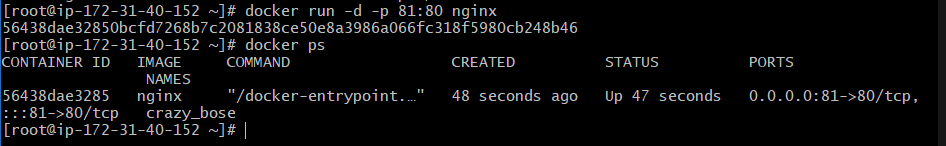 [root@ip-172-31-40-152 ~]# docker run -d -p 81:80 nginx
56438dae32850bcfd7268b7c2081838ce50e8a3986a066fc318f5980cb248b46
[root@ip-172-31-40-152 ~]# docker ps
CONTAINER ID   IMAGE     COMMAND                  CREATED          STATUS          PORTS
                NAMES
56438dae3285   nginx     "/docker-entrypoint.…"   48 seconds ago   Up 47 seconds   0.0.0.0:81->80/tcp,
:::81->80/tcp   crazy_bose
[root@ip-172-31-40-152 ~]#